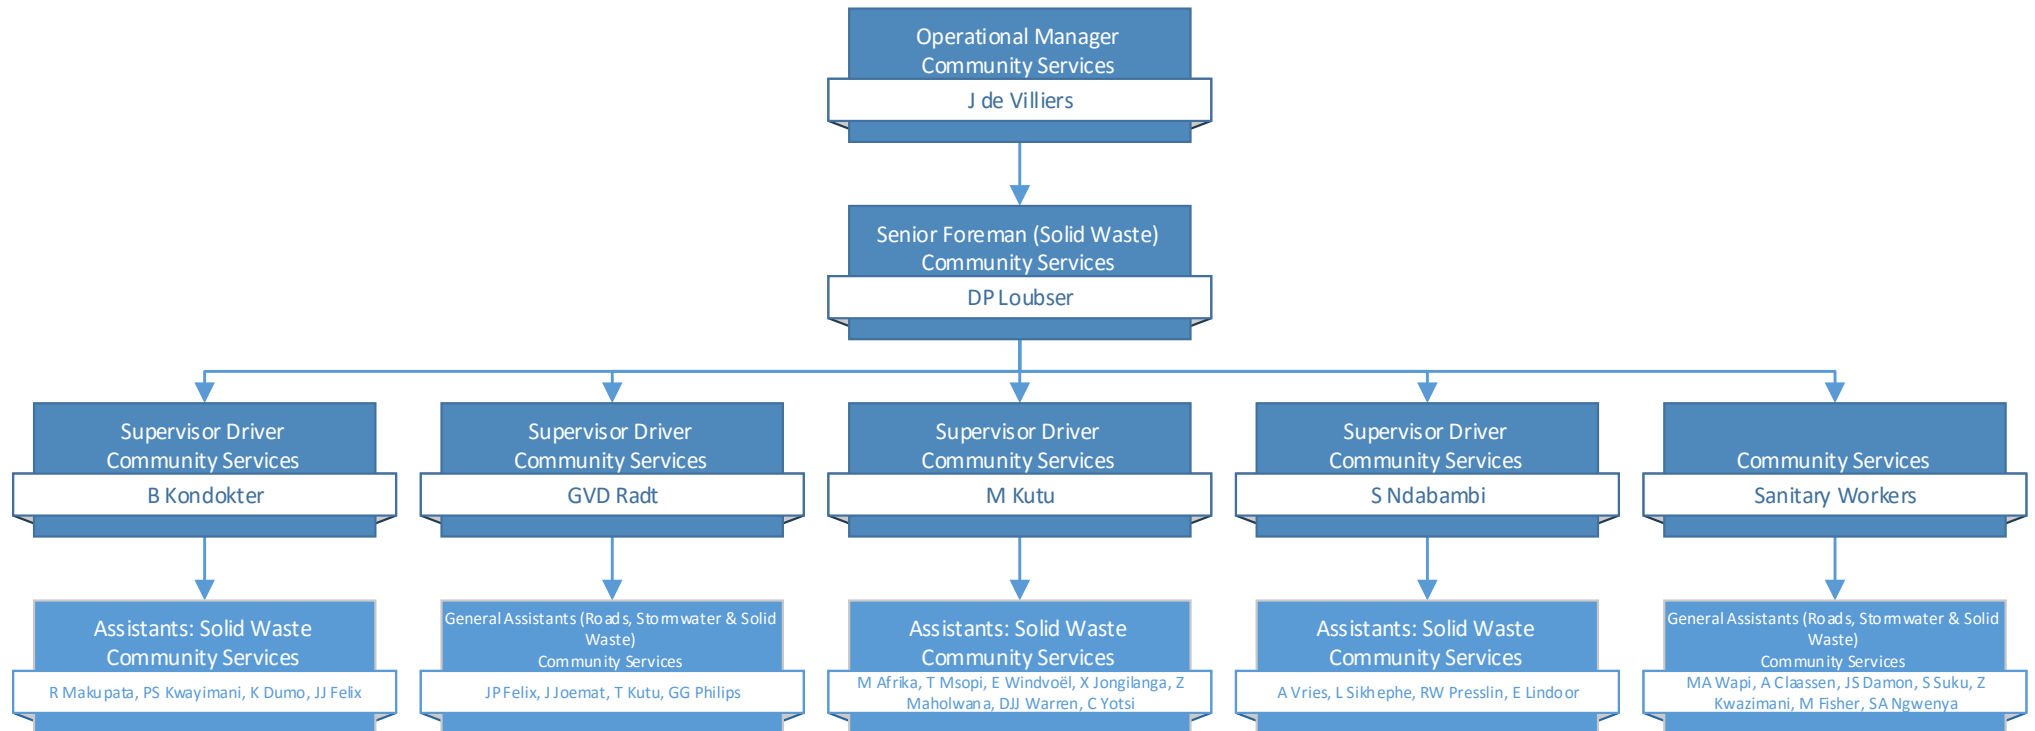 Operational Manager
Community Services
J de Villiers
Senior Foreman (Solid Waste)
Community Services
DP Loubser
Supervisor Driver
Community Services
B Kondokter
Supervisor Driver
Community Services
GVD Radt
Supervisor Driver
Community Services
M Kutu
Supervisor Driver
Community Services
S Ndabambi
Community Services
Sanitary Workers
Assistants: Solid Waste
Community Services
R Makupata, PS Kwayimani, K Dumo, JJ Felix
General Assistants (Roads, Stormwater & Solid
Waste)
Community Services
JP Felix, J Joemat, T Kutu, GG Philips
Assistants: Solid Waste
Community Services
M Afrika, T Msopi, E Windvoël, X Jongilanga, Z
Maholwana, DJJ Warren, C Yotsi
Assistants: Solid Waste
Community Services
A Vries, L Sikhephe, RW Presslin, E Lindoor
General Assistants (Roads, Stormwater & Solid
Waste)
Community Services
MA Wapi, A Claassen, JS Damon, S Suku, Z
Kwazimani, M Fisher, SA Ngwenya